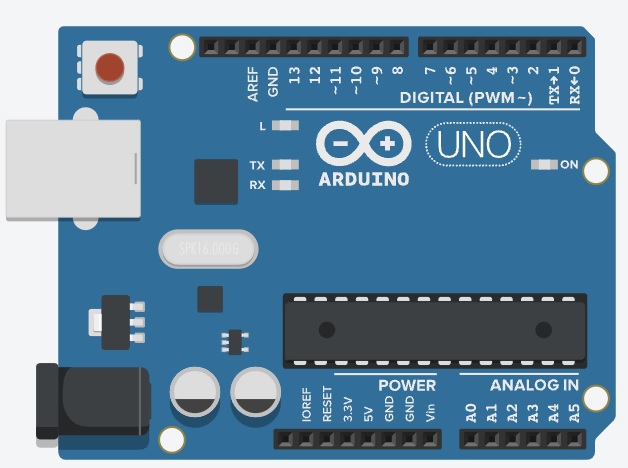 AREF
GND
13
12
~11
~10
~9
8
7
~6
~5
4
~3
2
TX→1
RX←0
DIGITAL (PWM~)
L
TX
RX
ARDUINO
UNO
ON
SPK16.000G
POWER
ANALOG IN
IOREF
RESET
3.3V
5V
GND
GND
Vin
A0
A1
A2
A3
A4
A5